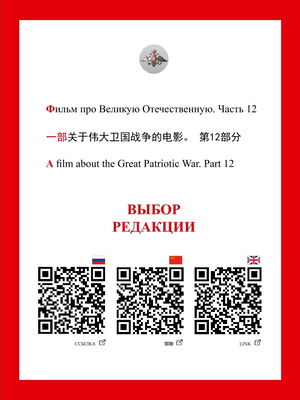 Фильм про Великую Отечественную. Часть 12
一部关于伟大卫国战争的电影。 第12部分
A film about the Great Patriotic War. Part 12
ВЫБОР
РЕДАКЦИИ
ССЫЛКА
LINK